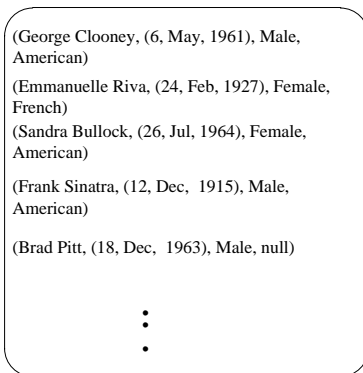 (George Clooney, (6, May, 1961), Male,
American)
(Emmanuelle Riva, (24, Feb, 1927), Female,
French)
(Sandra Bullock, (26, Jul, 1964), Female,
American)
(Frank Sinatra, (12, Dec, 1915), Male,
American)
(Brad Pitt, (18, Dec, 1963), Male, null)